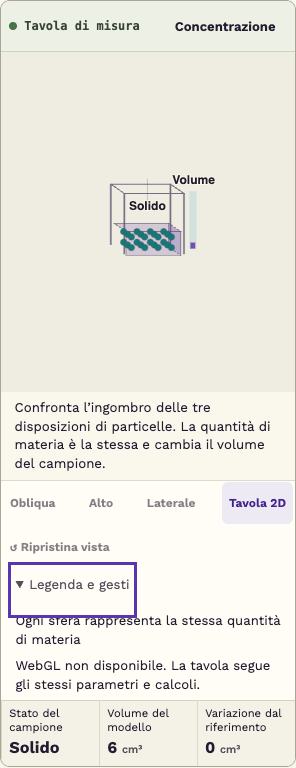 Tavola di misura
Concentrazione
Volume
Solido
Confronta l’ingombro delle tre
disposizioni di particelle. La quantità di
materia è la stessa e cambia il volume
del campione.
Obliqua
Alto
Laterale
Tavola 2D
↺ Ripristina vista
▼ Legenda e gesti
Ogni sfera rappresenta la stessa quantità
di materia
WebGL non disponibile. La tavola segue
gli stessi parametri e calcoli.
Stato del
campione
Solido
Volume del
modello
6 cm³
Variazione dal
riferimento
0 cm³